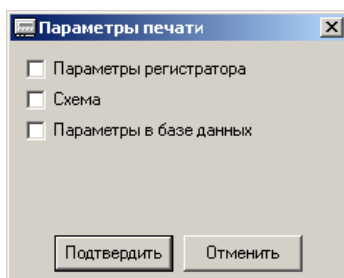 Параметры печати
Параметры регистратора
Схема
Параметры в базе данных
Подтвердить Отменить